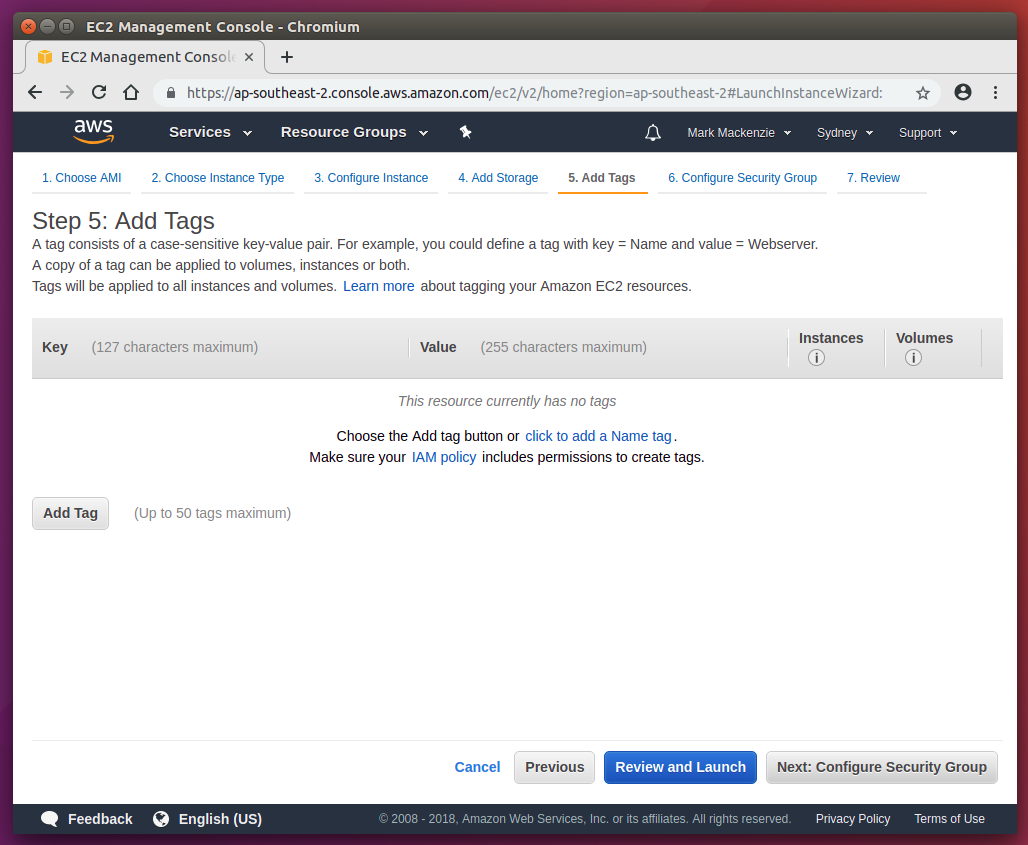 EC2 Management Console - Chromium
EC2 Management Consol
https://ap-southeast-2.console.aws.amazon.com/ec2/v2/home?region=ap-southeast-2#LaunchInstanceWizard:
aws Services Resource Groups Mark Mackenzie Sydney Support
1. Choose AMI 2. Choose Instance Type 3. Configure Instance 4. Add Storage 5. Add Tags 6. Configure Security Group 7. Review
Step 5: Add Tags
A tag consists of a case-sensitive key-value pair. For example, you could define a tag with key = Name and value = Webserver.
A copy of a tag can be applied to volumes, instances or both.
Tags will be applied to all instances and volumes. Learn more about tagging your Amazon EC2 resources.
Key (127 characters maximum) Value (255 characters maximum) Instances Volumes
This resource currently has no tags
Choose the Add tag button or click to add a Name tag.
Make sure your IAM policy includes permissions to create tags.
Add Tag (Up to 50 tags maximum)
Cancel Previous Review and Launch Next: Configure Security Group
Feedback English (US) © 2008 - 2018, Amazon Web Services, Inc. or its affiliates. All rights reserved. Privacy Policy Terms of Use